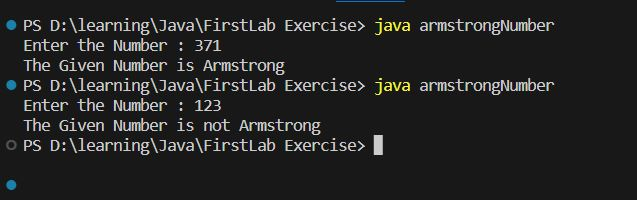 PS D:\learning\Java\FirstLab Exercise> java armstrongNumber
Enter the Number : 371
The Given Number is Armstrong
PS D:\learning\Java\FirstLab Exercise> java armstrongNumber
Enter the Number : 123
The Given Number is not Armstrong
PS D:\learning\Java\FirstLab Exercise>